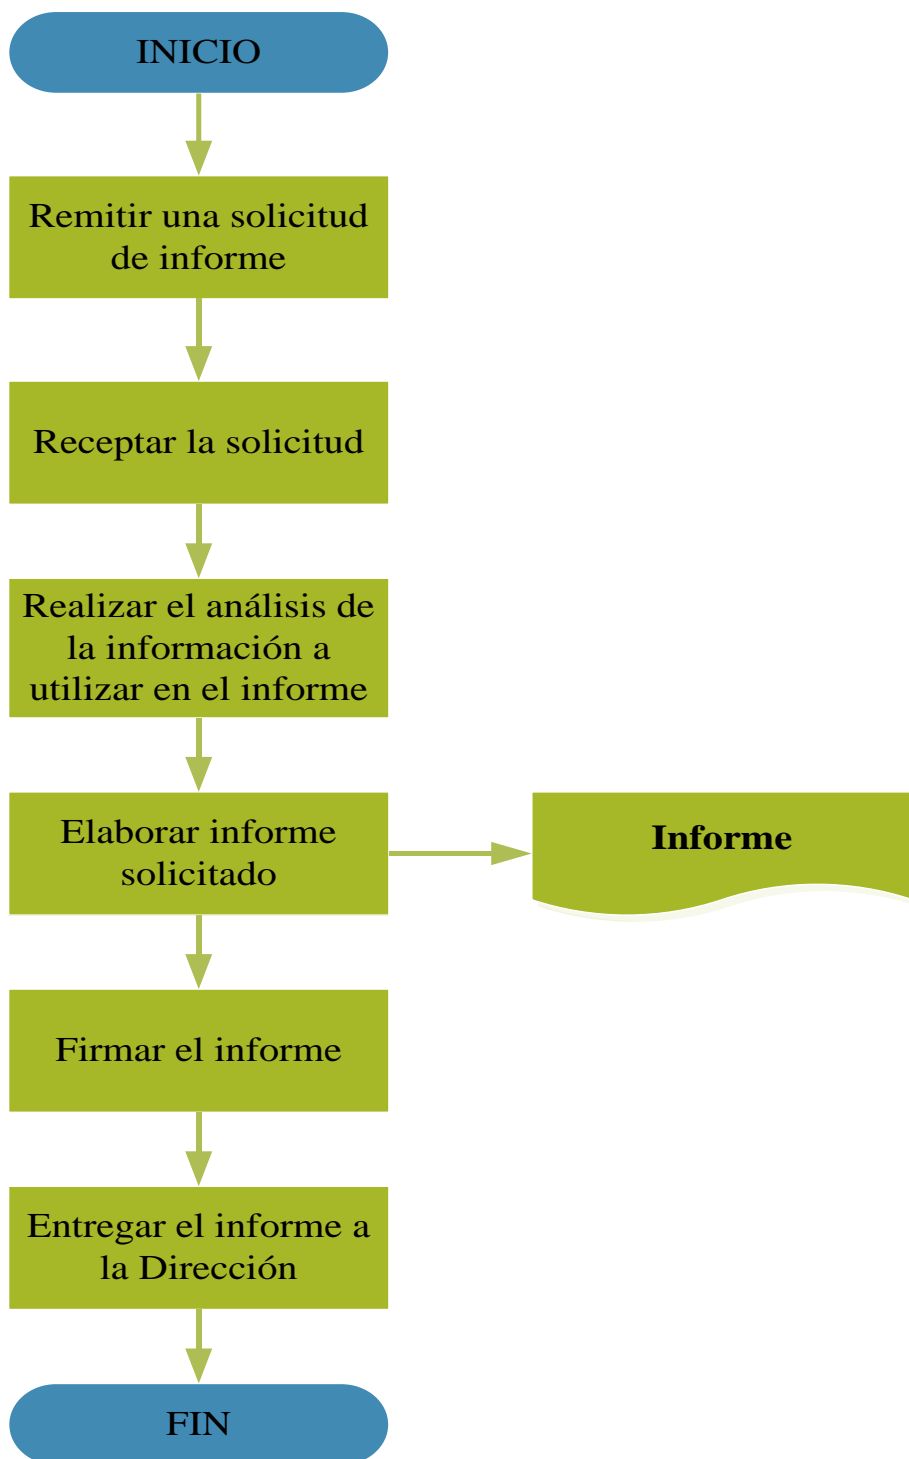 INICIO
Remitir una solicitud
de informe
Receptar la solicitud
Realizar el análisis de
la información a
utilizar en el informe
Elaborar informe
solicitado
Informe
Firmar el informe
Entregar el informe a
la Dirección
FIN